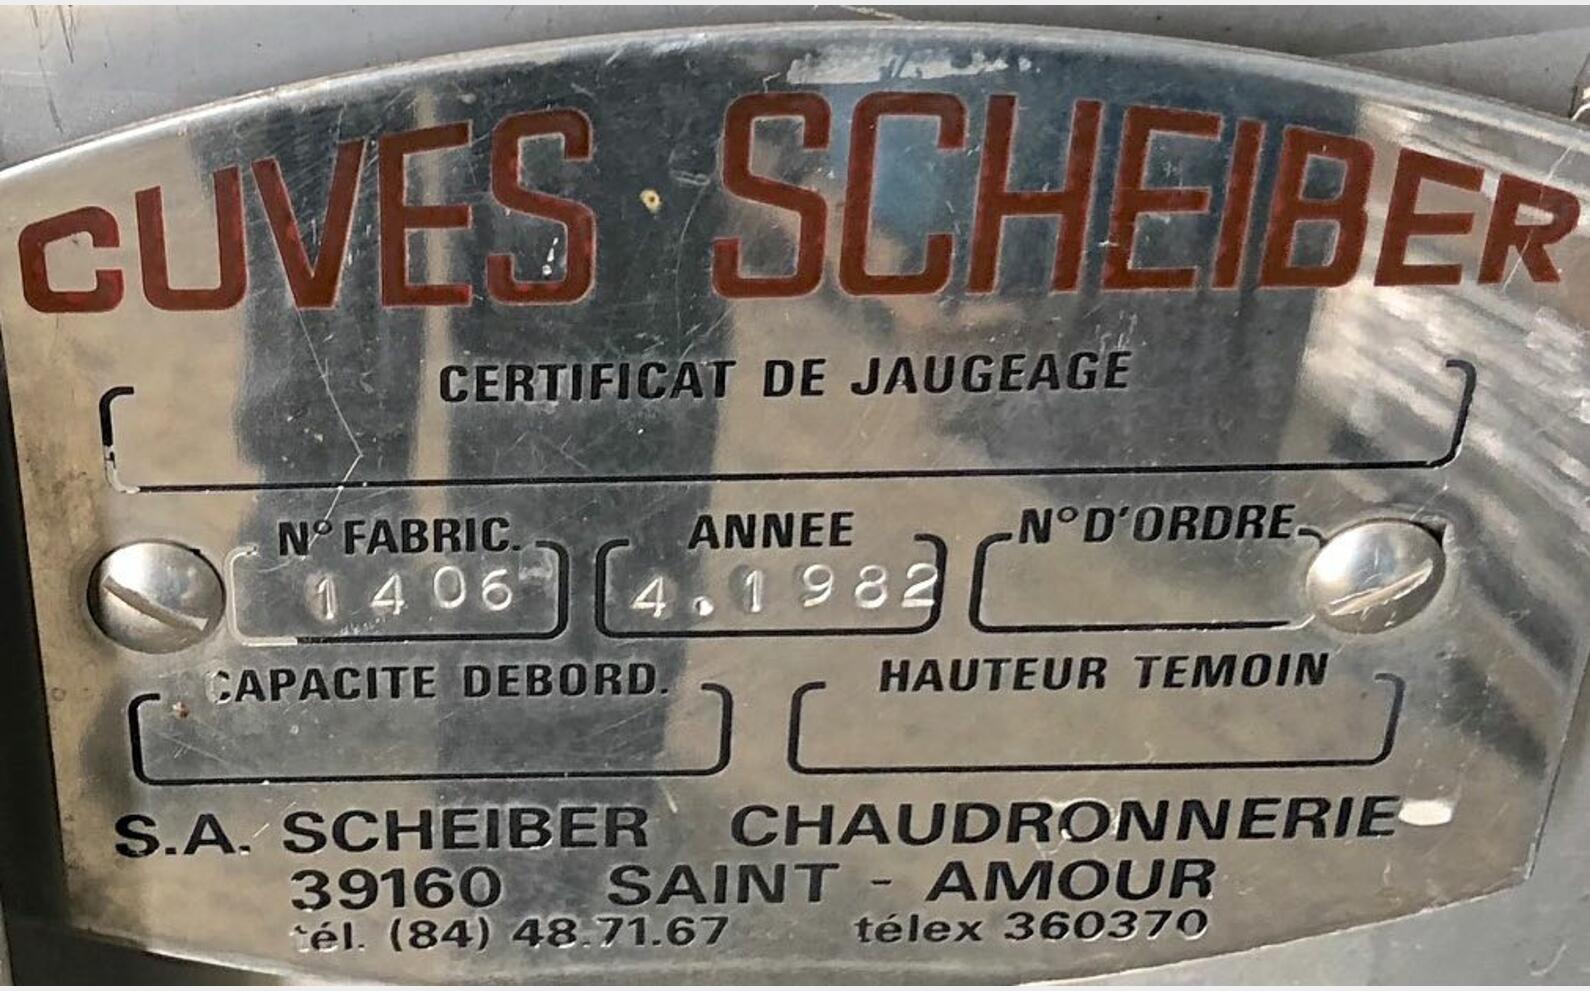 CUVES SCHEIBER
CERTIFICAT DE JAUGEAGE
N° FABRIC. ANNEE N° D'ORDRE
1406 4.1982
CAPACITE DEBORD. HAUTEUR TEMOIN
S.A. SCHEIBER CHAUDRONNERIE
39160 SAINT - AMOUR
tél. (84) 48.71.67 télex 360370